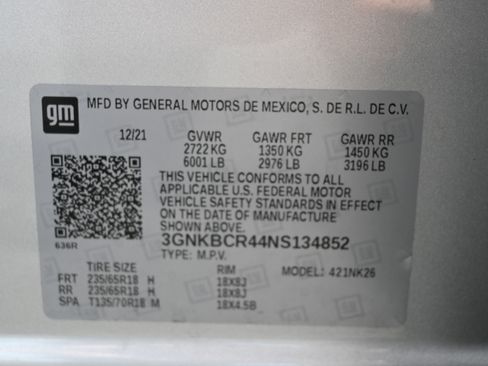 gm MFD BY GENERAL MOTORS DE MEXICO, S. DE R.L. DE C.V.
12/21 GVWR GAWR FRT GAWR RR
2722 KG 1350 KG 1450 KG
6001 LB 2976 LB 3196 LB
THIS VEHICLE CONFORMS TO ALL
APPLICABLE U.S. FEDERAL MOTOR
VEHICLE SAFETY STANDARDS IN EFFECT
ON THE DATE OF MANUFACTURE
SHOWN ABOVE.
636R 3GNKBCR44NS134852
TYPE: M.P.V. MODEL: 421NK26
TIRE SIZE RIM
FRT 235/65R18 H 18X8J
RR 235/65R18 H 18X8J
SPA T135/70R18 M 18X4.5B